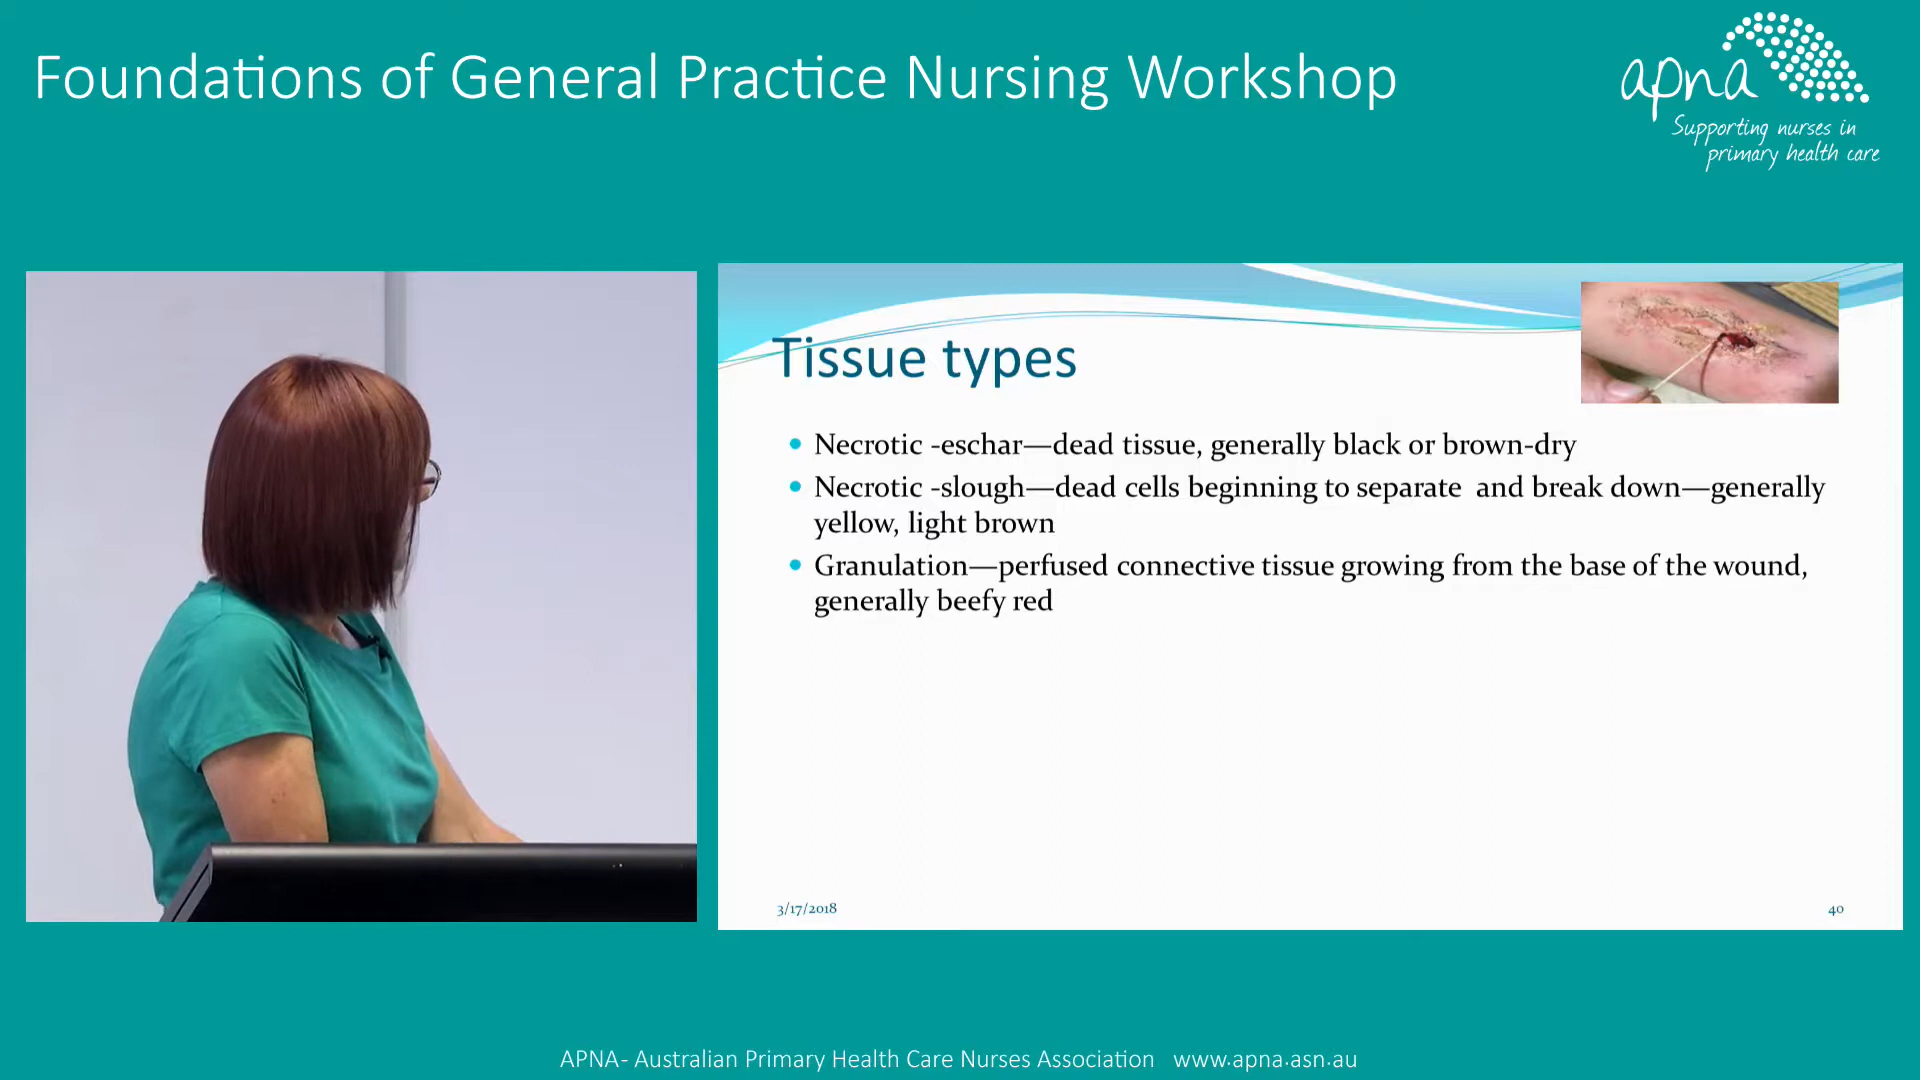 Foundations of General Practice Nursing Workshop
apna
Supporting nurses in
primary health care
Tissue types
• Necrotic -eschar—dead tissue, generally black or brown-dry
• Necrotic -slough—dead cells beginning to separate  and break down—generally
yellow, light brown
• Granulation—perfused connective tissue growing from the base of the wound,
generally beefy red
3/17/2018
40
APNA- Australian Primary Health Care Nurses Association   www.apna.asn.au